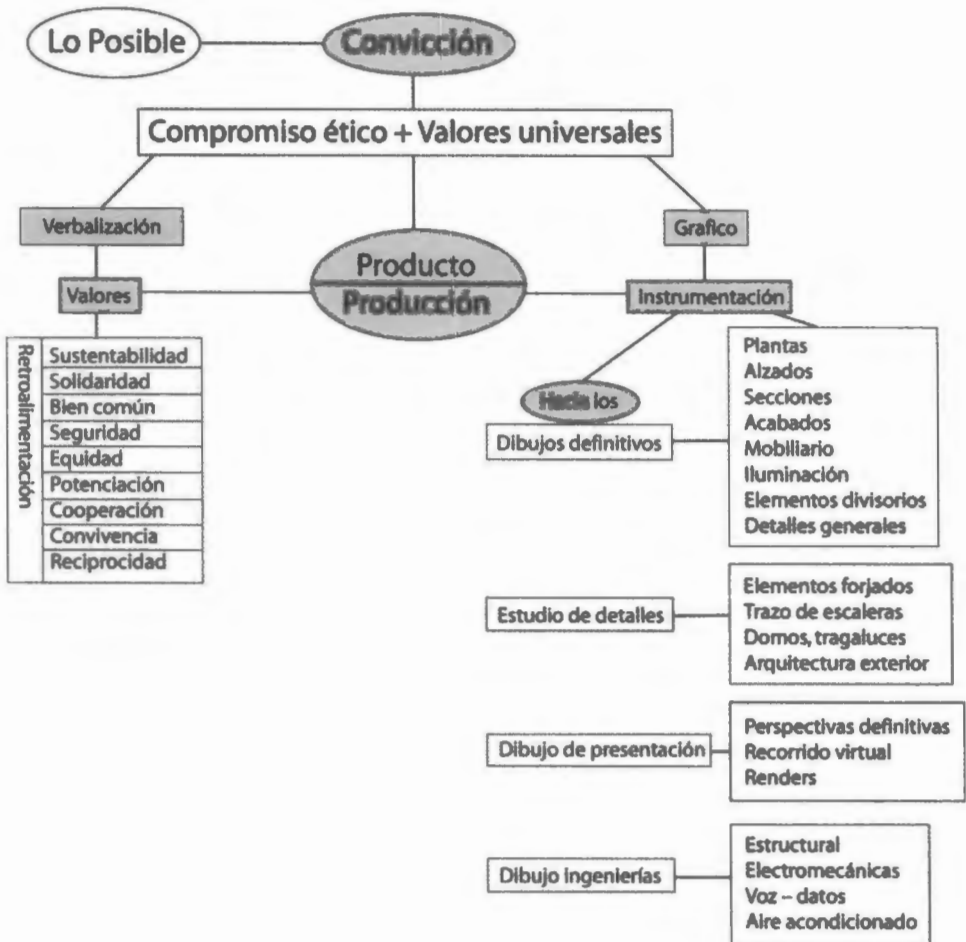 Lo Posible
Convicción
Compromiso ético + Valores universales
Verbalización
Grafico
Producto
Producción
Valores
Instrumentación
Retroalimentación
Sustentabilidad
Solidaridad
Bien común
Seguridad
Equidad
Potenciación
Cooperación
Convivencia
Reciprocidad
Hacia los
Dibujos definitivos
Plantas
Alzados
Secciones
Acabados
Mobiliario
Iluminación
Elementos divisorios
Detalles generales
Estudio de detalles
Elementos forjados
Trazo de escaleras
Domos, tragaluces
Arquitectura exterior
Dibujo de presentación
Perspectivas definitivas
Recorrido virtual
Renders
Dibujo ingenierías
Estructural
Electromecánicas
Voz – datos
Aire acondicionado